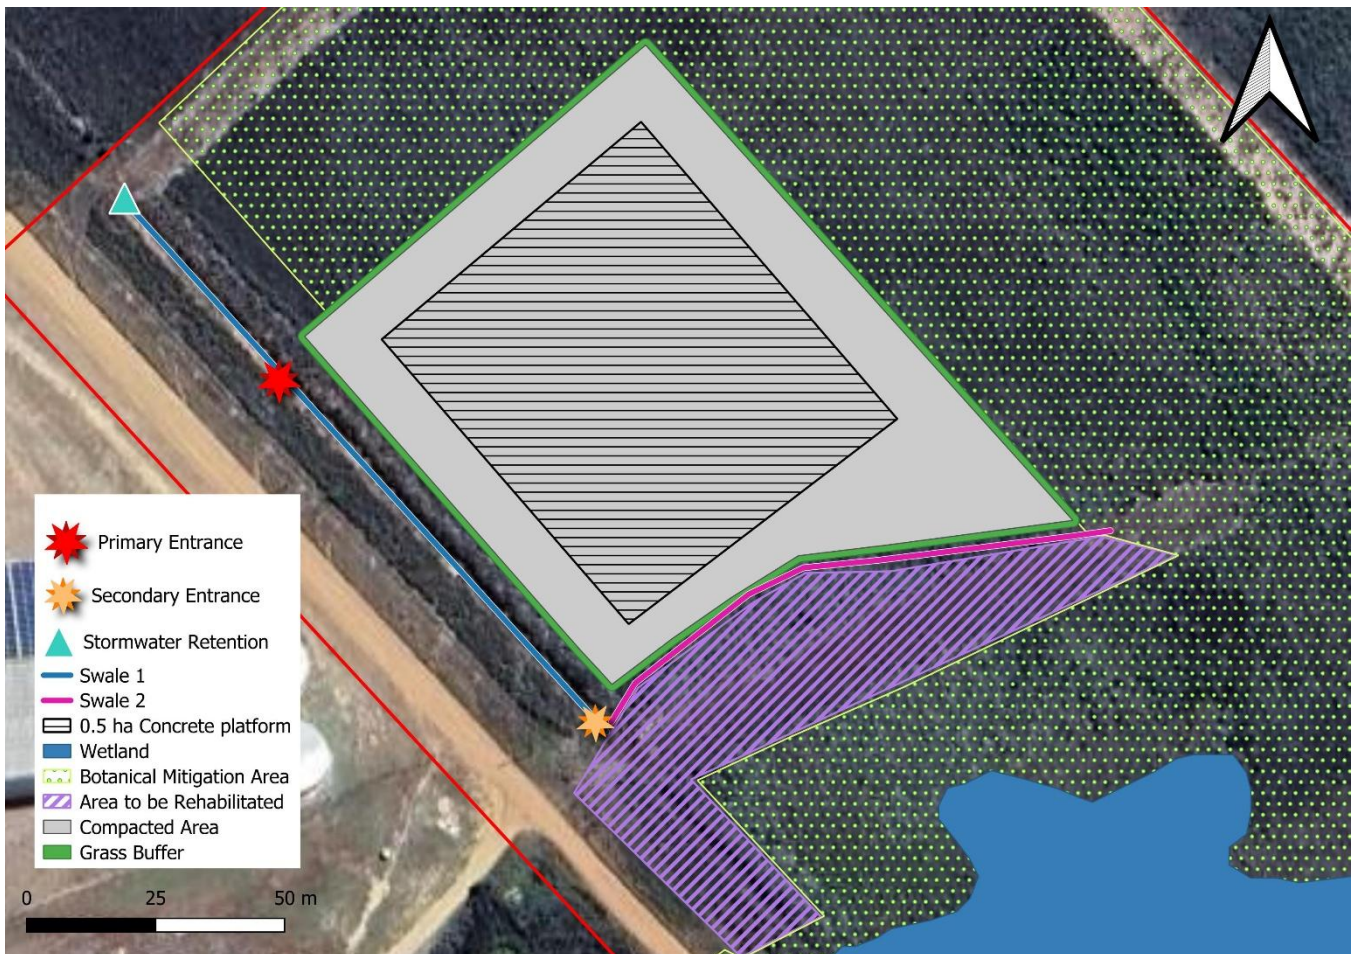 Primary Entrance
Secondary Entrance
Stormwater Retention
Swale 1
Swale 2
0.5 ha Concrete platform
Wetland
Botanical Mitigation Area
Area to be Rehabilitated
Compacted Area
Grass Buffer
0 25 50 m